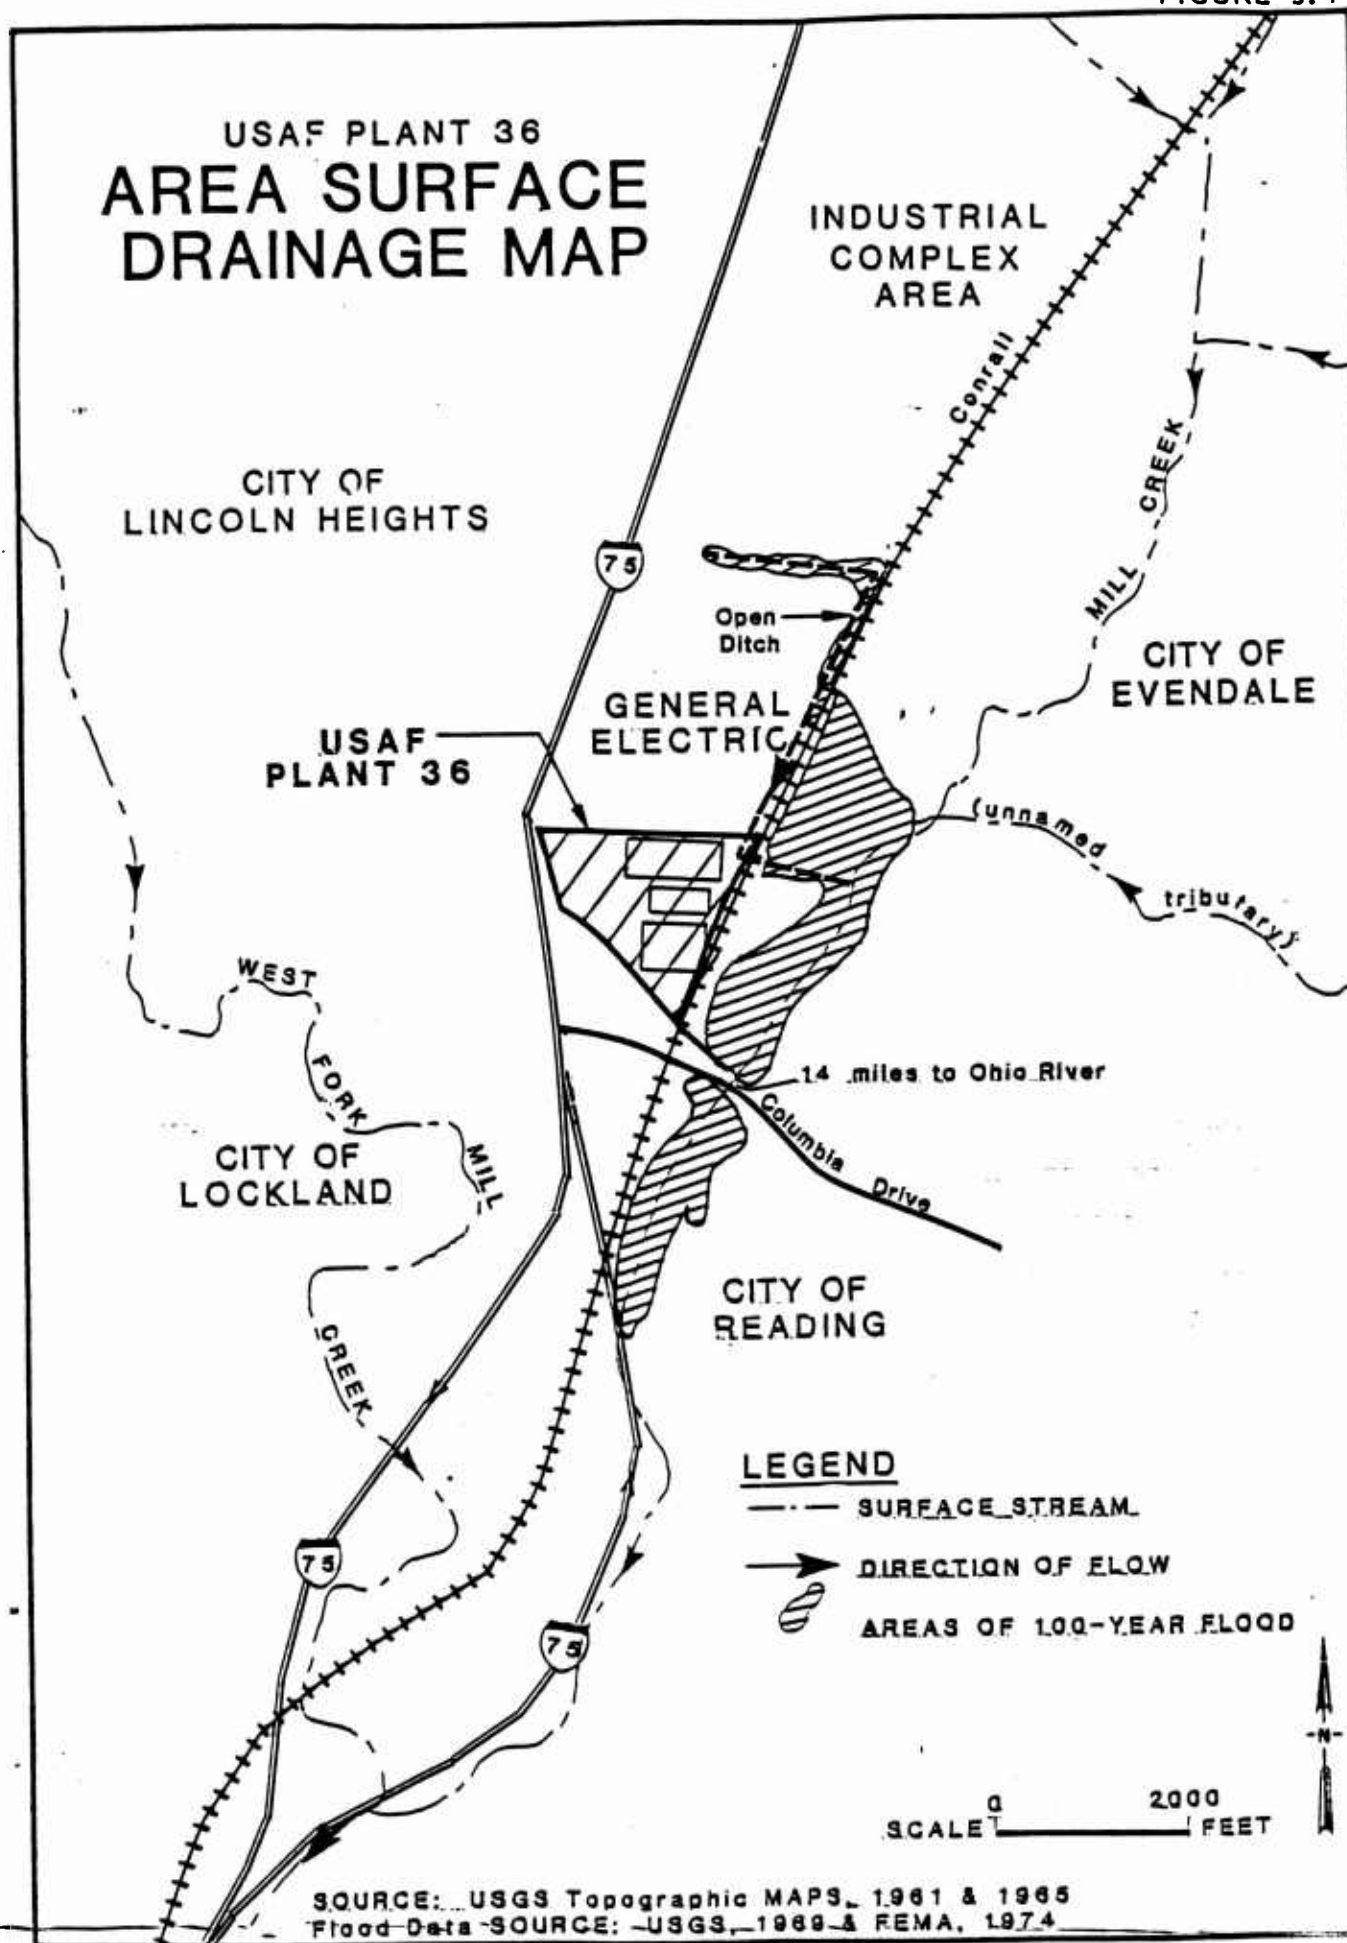 USAF PLANT 36
AREA SURFACE
DRAINAGE MAP
INDUSTRIAL
COMPLEX
AREA
Conrail
CITY OF
LINCOLN HEIGHTS
75
CREEK
MILL
Open
Ditch
CITY OF
EVENDALE
GENERAL
ELECTRIC
USAF
PLANT 36
(unnamed
tributary)
WEST
FORK
MILL
CREEK
14 miles to Ohio River
Columbia
Drive
CITY OF
LOCKLAND
CITY OF
READING
LEGEND
SURFACE STREAM
DIRECTION OF FLOW
AREAS OF 100-YEAR FLOOD
75
75
-N-
0 2000
SCALE FEET
SOURCE: USGS Topographic MAPS, 1961 & 1965
Flood Data SOURCE: USGS, 1969 & FEMA, 1974